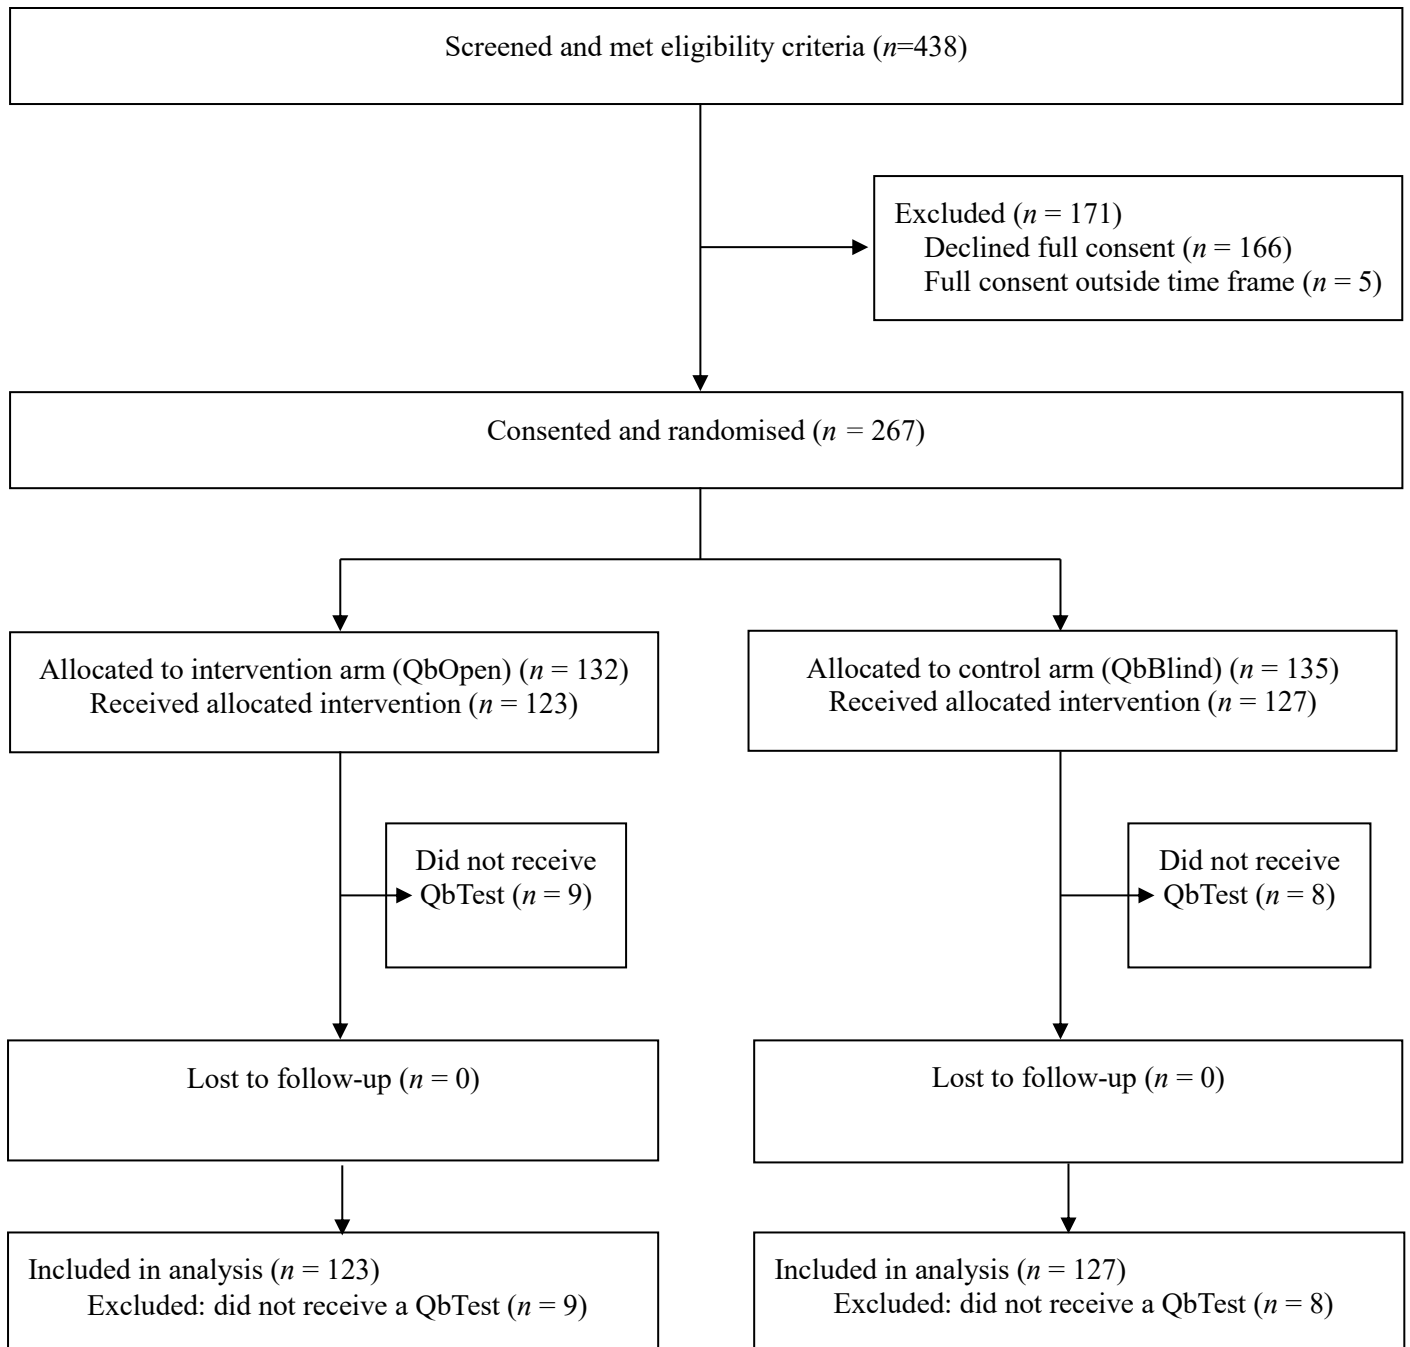 Screened and met eligibility criteria (n=438)
Excluded (n = 171)
Declined full consent (n = 166)
Full consent outside time frame (n = 5)
Consented and randomised (n = 267)
Allocated to intervention arm (QbOpen) (n = 132)
Received allocated intervention (n = 123)
Allocated to control arm (QbBlind) (n = 135)
Received allocated intervention (n = 127)
Did not receive
QbTest (n = 9)
Did not receive
QbTest (n = 8)
Lost to follow-up (n = 0)
Lost to follow-up (n = 0)
Included in analysis (n = 123)
Excluded: did not receive a QbTest (n = 9)
Included in analysis (n = 127)
Excluded: did not receive a QbTest (n = 8)